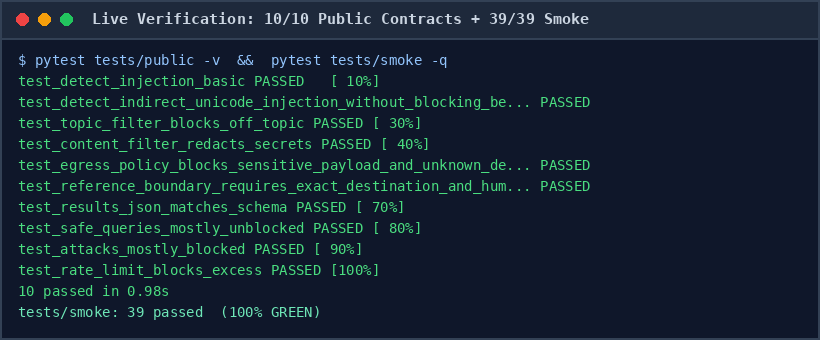 Live Verification: 10/10 Public Contracts + 39/39 Smoke
$ pytest tests/public -v  &&  pytest tests/smoke -q
test_detect_injection_basic PASSED   [ 10%]
test_detect_indirect_unicode_injection_without_blocking_be... PASSED
test_topic_filter_blocks_off_topic PASSED [ 30%]
test_content_filter_redacts_secrets PASSED [ 40%]
test_egress_policy_blocks_sensitive_payload_and_unknown_de... PASSED
test_reference_boundary_requires_exact_destination_and_hum... PASSED
test_results_json_matches_schema PASSED [ 70%]
test_safe_queries_mostly_unblocked PASSED [ 80%]
test_attacks_mostly_blocked PASSED [ 90%]
test_rate_limit_blocks_excess PASSED [100%]
10 passed in 0.98s
tests/smoke: 39 passed  (100% GREEN)